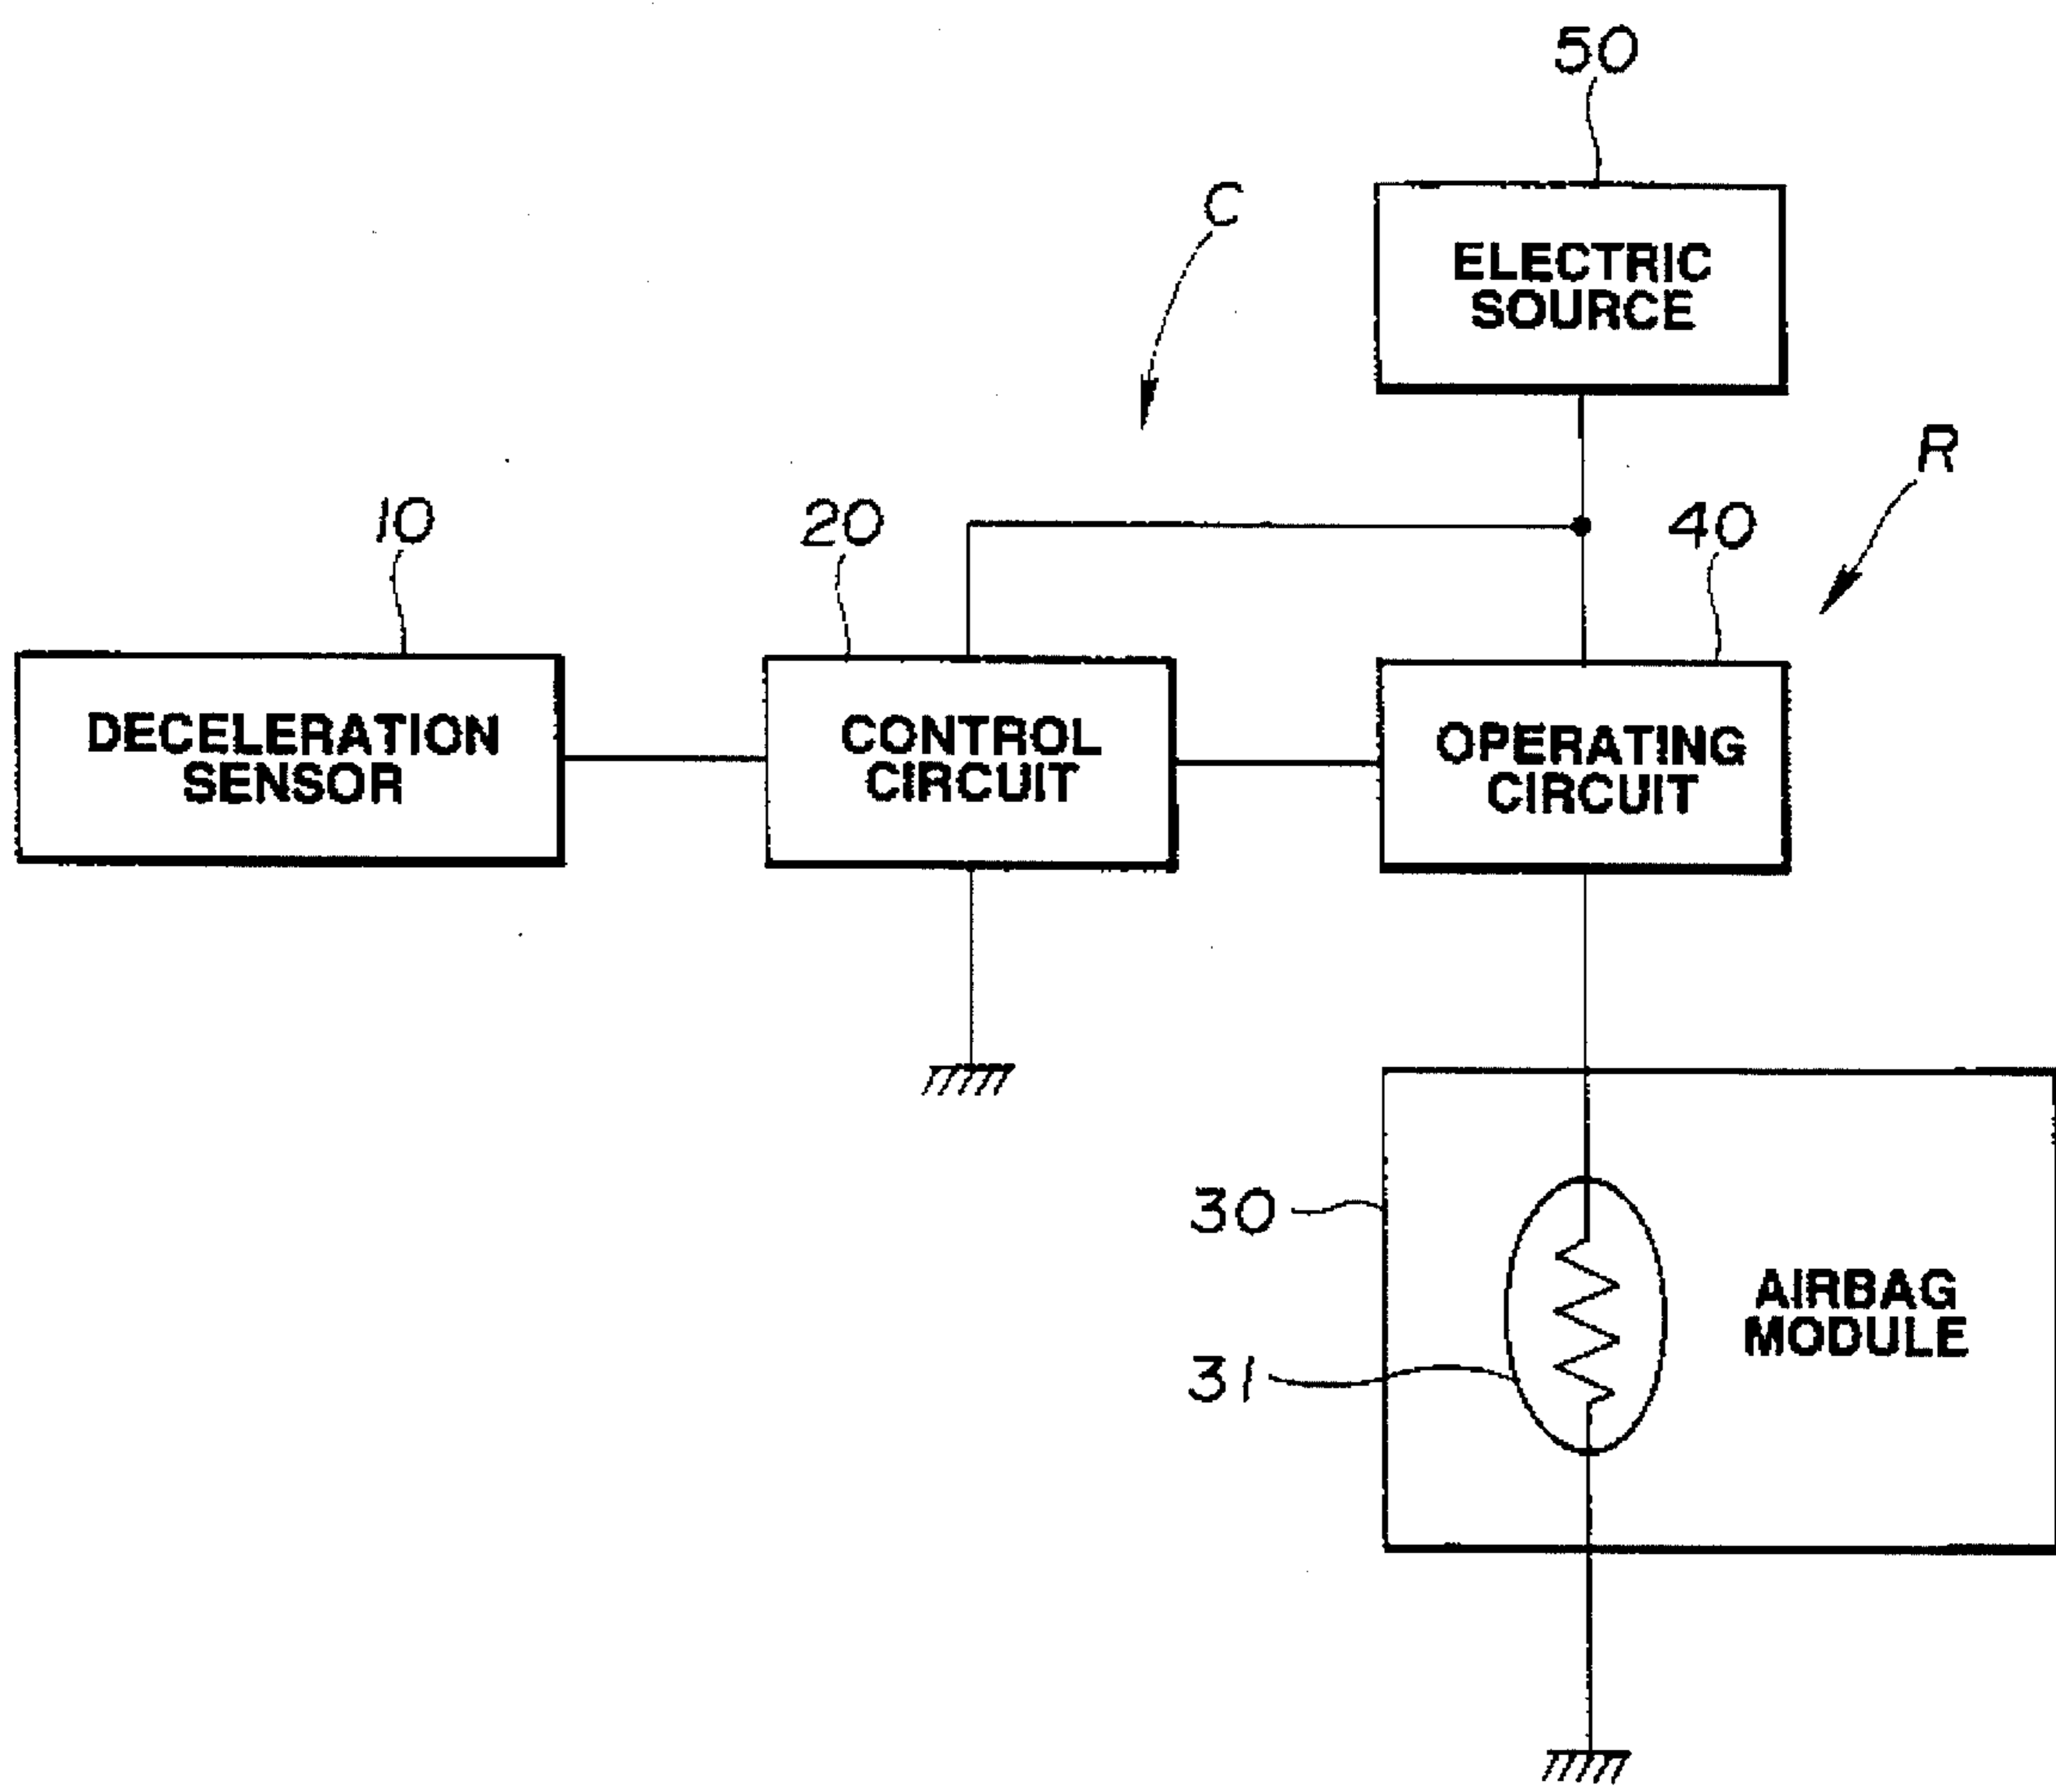 50
C
ELECTRIC
SOURCE
R
10
20
40
DECELERATION
SENSOR
CONTROL
CIRCUIT
OPERATING
CIRCUIT
30
AIRBAG
MODULE
31